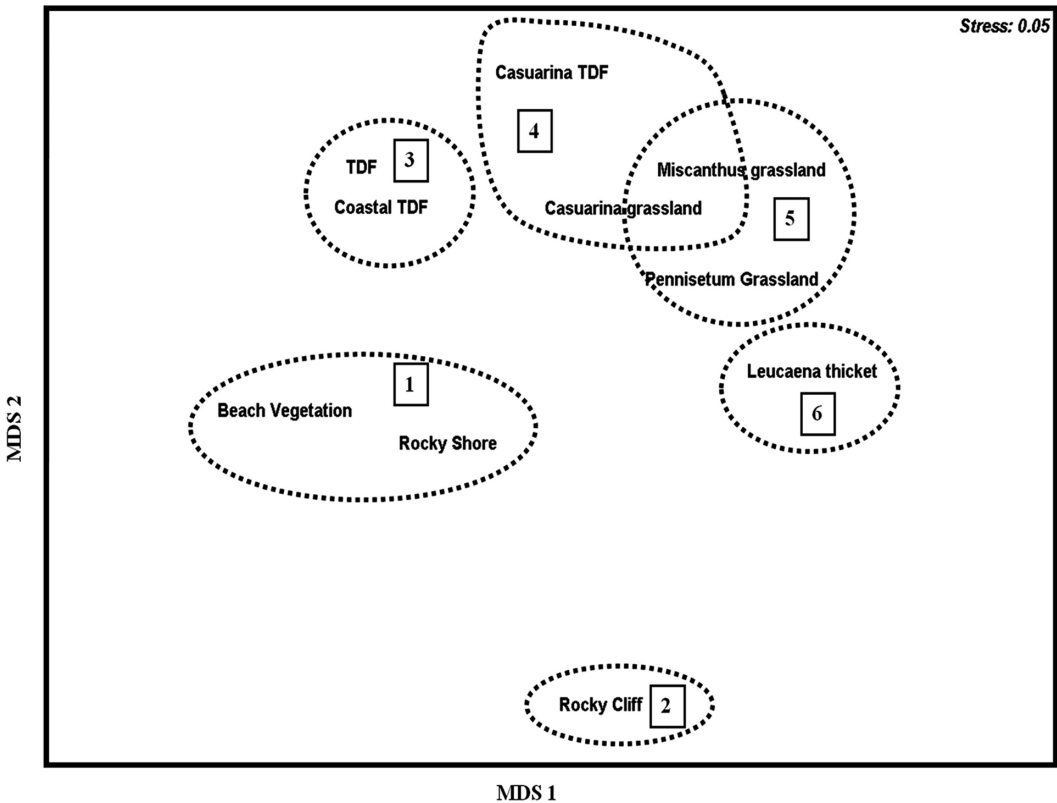 Stress: 0.05
Casuarina TDF
4
3
TDF
Miscanthus grassland
Coastal TDF
Casuarina grassland
5
Pennisetum Grassland
Leucaena thicket
1
6
Beach Vegetation
Rocky Shore
MDS 2
Rocky Cliff
2
MDS 1